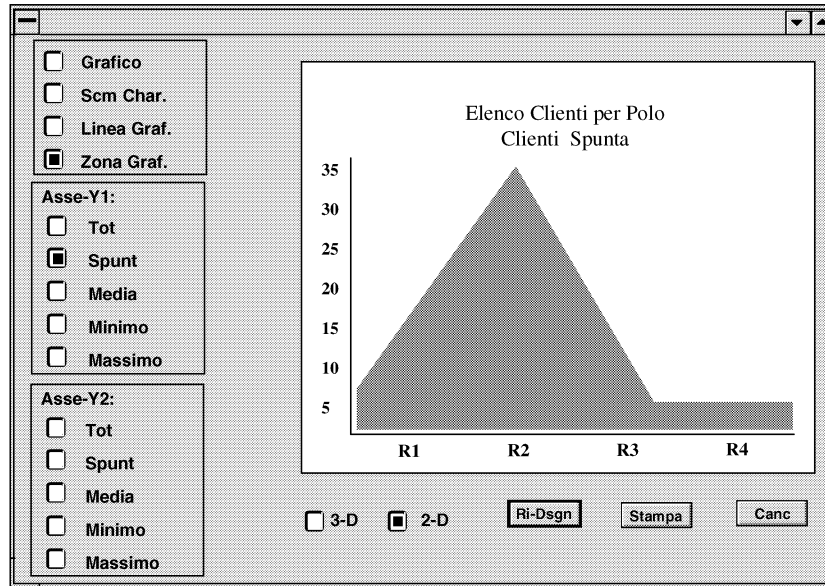 Grafico
Scm Char.
Linea Graf.
Zona Graf.
Asse-Y1:
Tot
Spunt
Media
Minimo
Massimo
Asse-Y2:
Tot
Spunt
Media
Minimo
Massimo
Elenco Clienti per Polo
Clienti Spunta
35
30
25
20
15
10
5
R1 R2 R3 R4
3-D 2-D Ri-Dsgn Stampa Canc